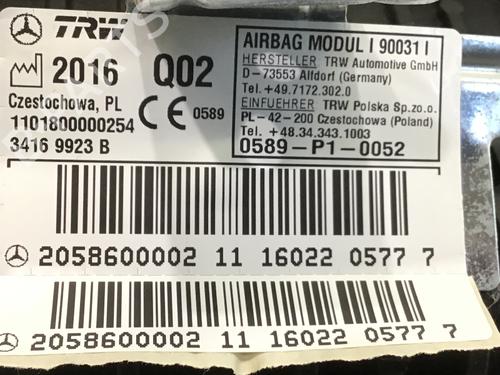 TRW
2016 Q02
Czestochowa, PL
1101800000254
3416 9923 B
CE 0589
AIRBAG MODUL I 90031 I
HERSTELLER TRW Automotive GmbH
D-73553 Alfdorf (Germany)
Tel.+49.7172.302.0
EINFUEHRER TRW Polska Sp.zo.o.
PL-42-200 Czestochowa (Poland)
Tel.+48.34.343.1003
0589-P1-0052
2058600002 11 16022 0577 7
2058600002 11 16022 0577 7